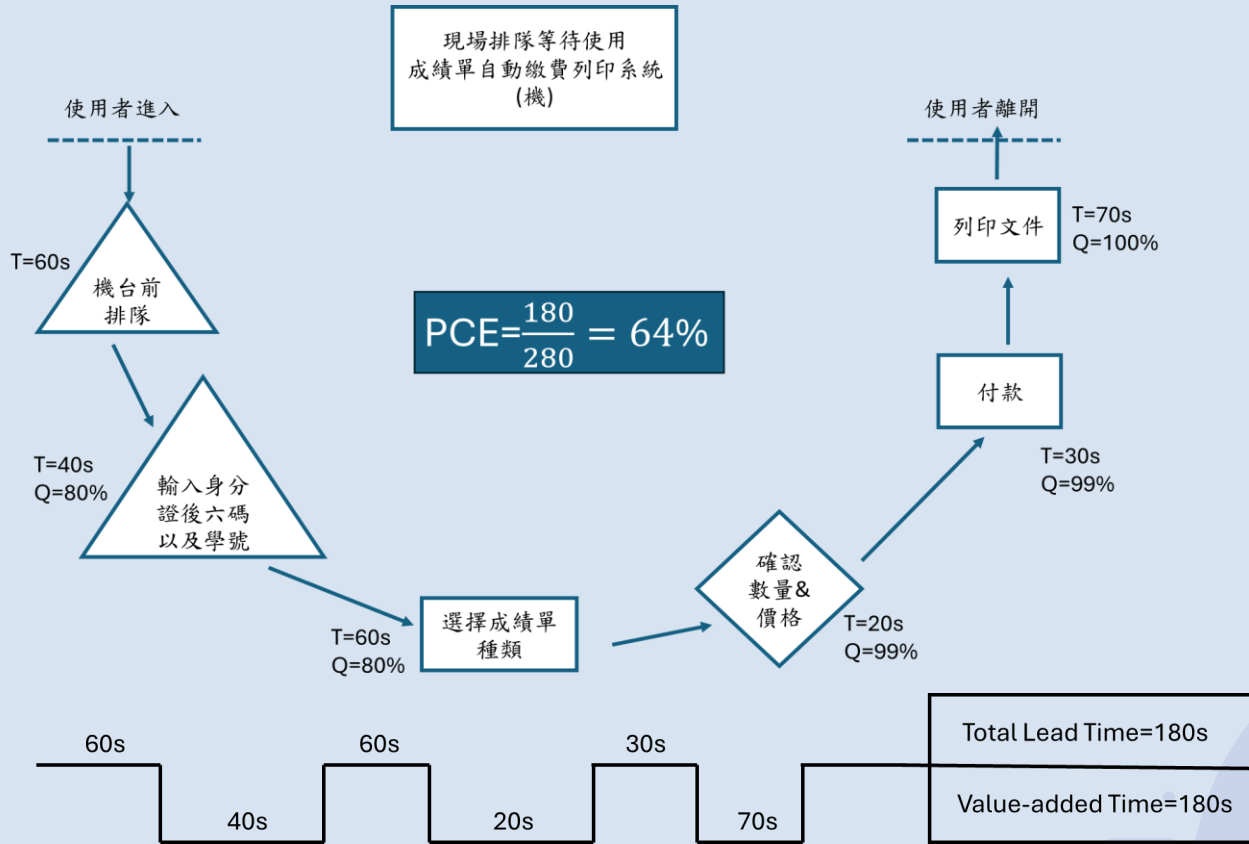 現場排隊等待使用
成績單自動繳費列印系統
(機)
使用者進入
使用者離開
T=60s
機台前
排隊
列印文件
T=70s
Q=100%
PCE=180/280 = 64%
付款
T=30s
Q=99%
T=40s
Q=80%
輸入身分
證後六碼
以及學號
T=60s
Q=80%
選擇成績單
種類
確認
數量&
價格
T=20s
Q=99%
60s
60s
30s
40s
20s
70s
Total Lead Time=180s
Value-added Time=180s